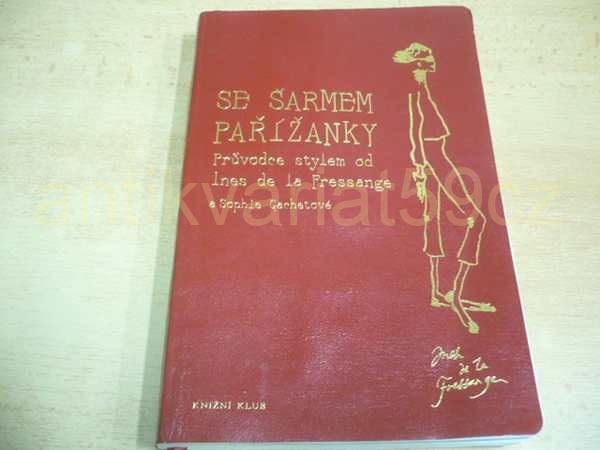 SE ŠARMEM
PAŘÍŽANKY
Průvodce stylem od
Ines de la Fressange
a Sophie Gachetové
antikvariat59cz
Ines
de la
Fressange
KNIŽNÍ KLUB